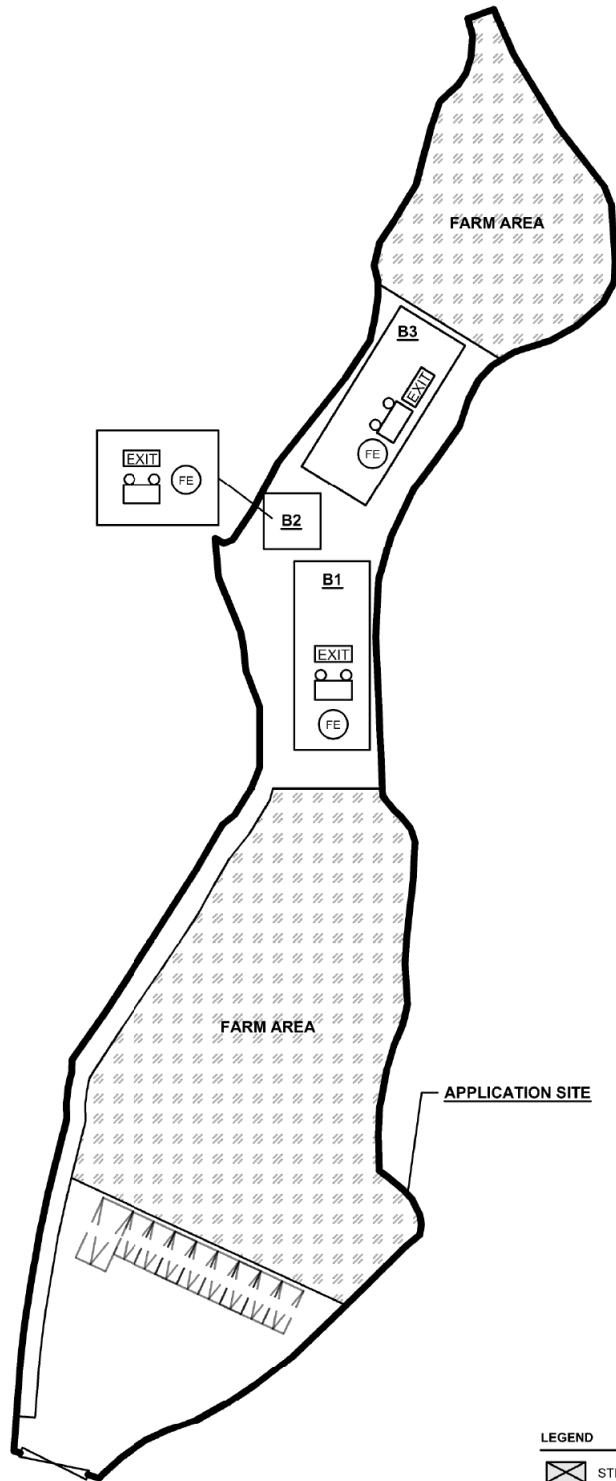 FARM AREA
B3
EXIT
FE
EXIT
FE
B2
B1
EXIT
FE
FARM AREA
APPLICATION SITE
LEGEND